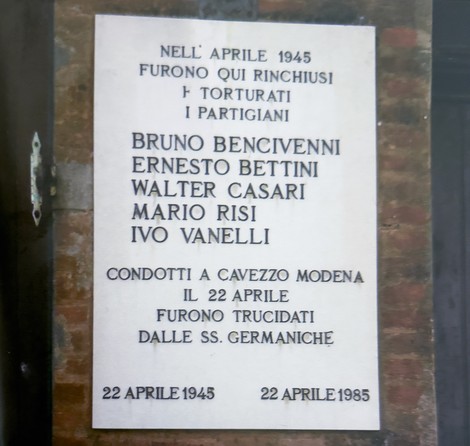 NELL' APRILE 1945
FURONO QUI RINCHIUSI
E TORTURATI
I PARTIGIANI
BRUNO BENCIVENNI
ERNESTO BETTINI
WALTER CASARI
MARIO RISI
IVO VANELLI
CONDOTTI A CAVEZZO MODENA
IL 22 APRILE
FURONO TRUCIDATI
DALLE SS. GERMANICHE
22 APRILE 1945 22 APRILE 1985